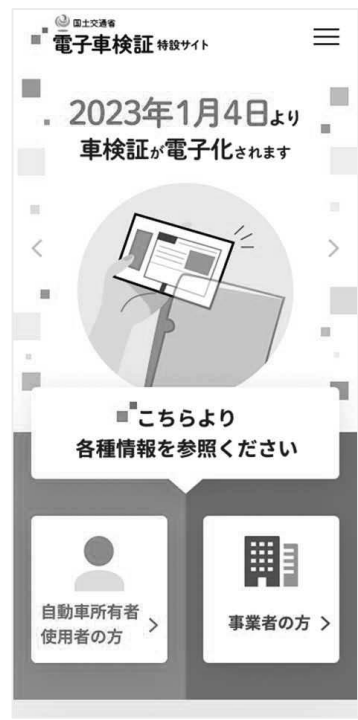 国土交通省
電子車検証 特設サイト
2023年1月4日より
車検証が電子化されます
こちらより
各種情報を参照ください
自動車所有者
使用者の方
事業者の方